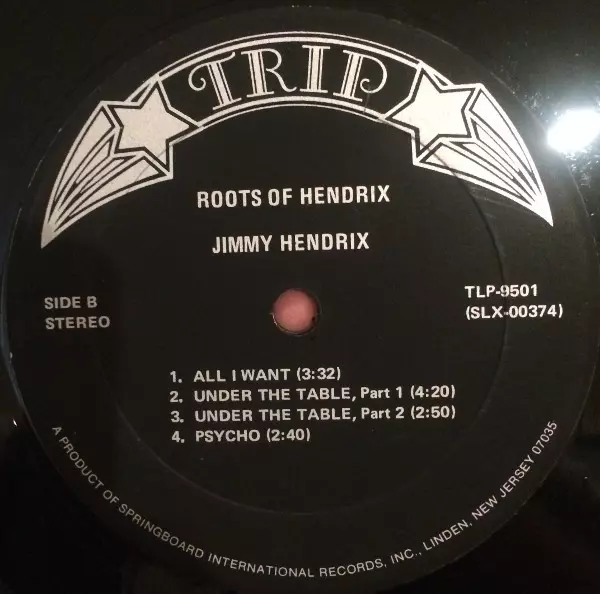 TRIP
ROOTS OF HENDRIX
JIMMY HENDRIX
SIDE B
STEREO
TLP-9501
(SLX-00374)
1. ALL I WANT (3:32)
2. UNDER THE TABLE, Part 1 (4:20)
3. UNDER THE TABLE, Part 2 (2:50)
4. PSYCHO (2:40)
A PRODUCT OF SPRINGBOARD INTERNATIONAL RECORDS, INC., LINDEN, NEW JERSEY 07035